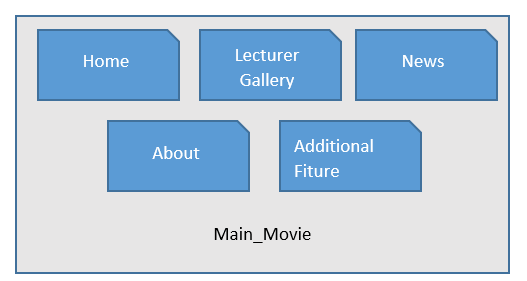 Home
Lecturer
Gallery
News
About
Additional
Fiture
Main_Movie